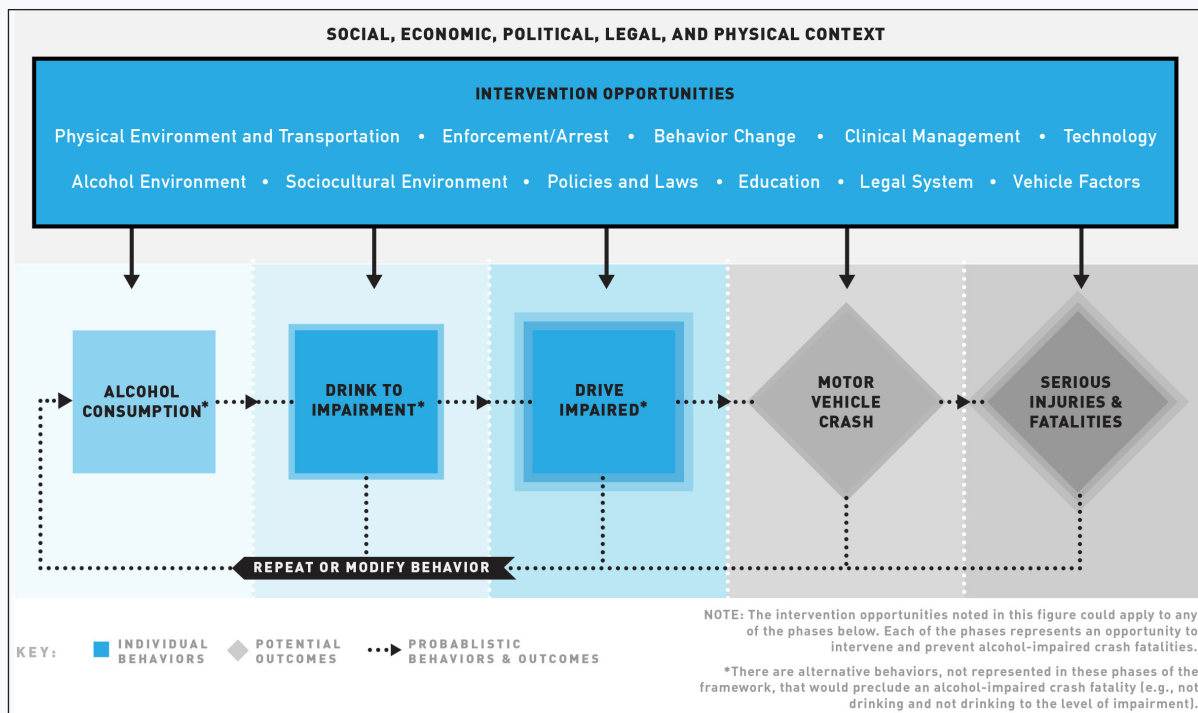 SOCIAL, ECONOMIC, POLITICAL, LEGAL, AND PHYSICAL CONTEXT
INTERVENTION OPPORTUNITIES
Physical Environment and Transportation • Enforcement/Arrest • Behavior Change • Clinical Management • Technology
Alcohol Environment • Sociocultural Environment • Policies and Laws • Education • Legal System • Vehicle Factors
ALCOHOL
CONSUMPTION*
DRINK TO
IMPAIRMENT*
DRIVE
IMPAIRED*
MOTOR
VEHICLE
CRASH
SERIOUS
INJURIES &
FATALITIES
REPEAT OR MODIFY BEHAVIOR
KEY:
INDIVIDUAL
BEHAVIORS
POTENTIAL
OUTCOMES
PROBABLISTIC
BEHAVIORS & OUTCOMES
NOTE: The intervention opportunities noted in this figure could apply to any
of the phases below. Each of the phases represents an opportunity to
intervene and prevent alcohol-impaired crash fatalities.
*There are alternative behaviors, not represented in these phases of the
framework, that would preclude an alcohol-impaired crash fatality (e.g., not
drinking and not drinking to the level of impairment).